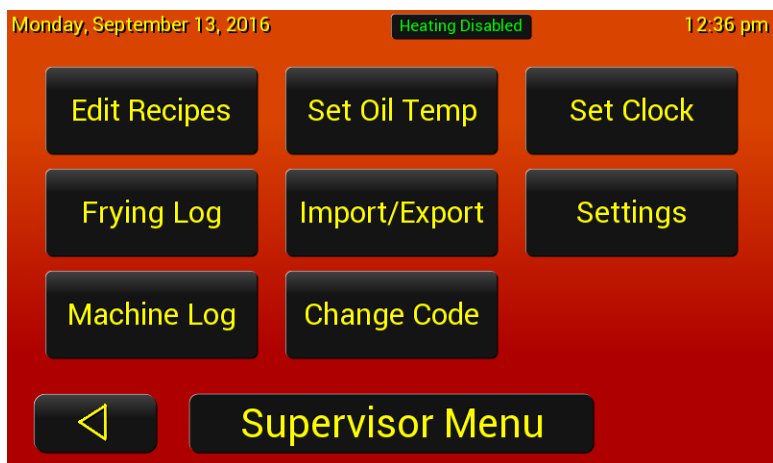 Monday, September 13, 2016 Heating Disabled 12:36 pm
Edit Recipes Set Oil Temp Set Clock
Frying Log Import/Export Settings
Machine Log Change Code
Supervisor Menu